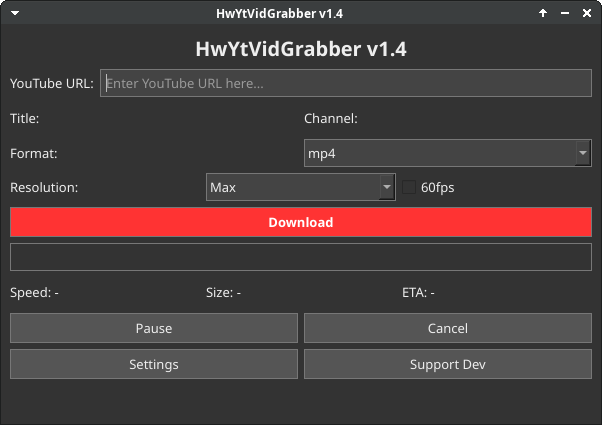 HwYtVidGrabber v1.4
HwYtVidGrabber v1.4
YouTube URL: Enter YouTube URL here...
Title: Channel:
Format: mp4
Resolution: Max 60fps
Download
Speed: - Size: - ETA: -
Pause Cancel
Settings Support Dev